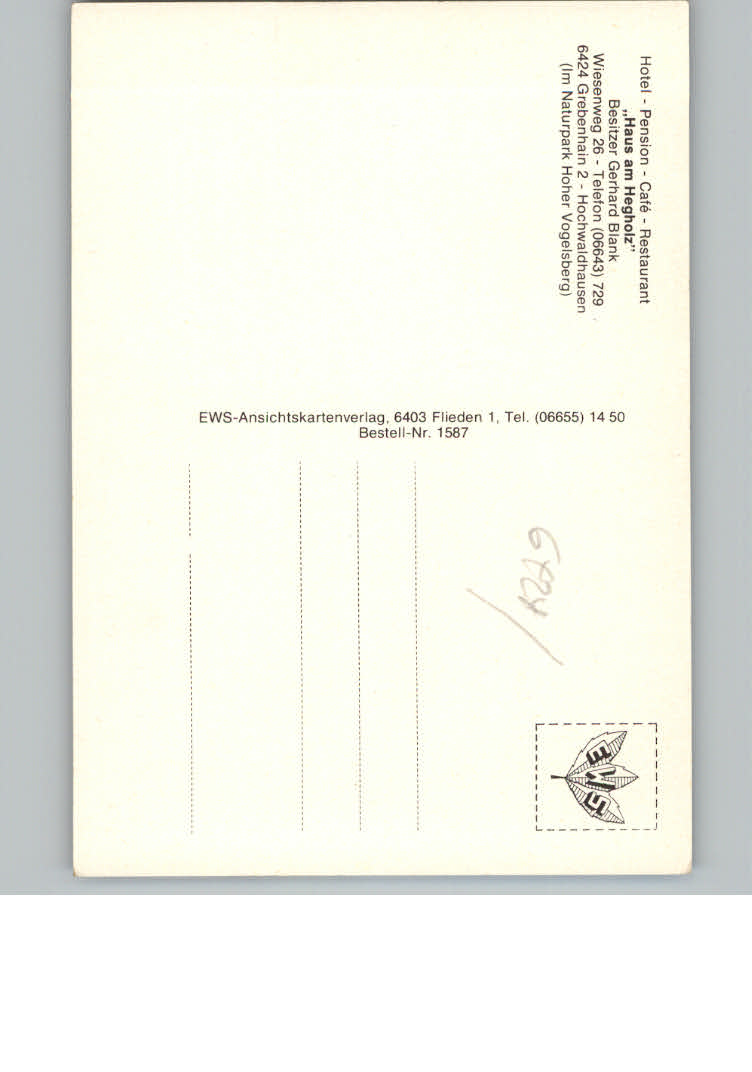 Hotel - Pension - Café - Restaurant
„Haus am Hegholz"
Besitzer Gerhard Blank
Wiesenweg 26 - Telefon (06643) 729
6424 Grebenhain 2 - Hochwaldhausen
(Im Naturpark Hoher Vogelsberg)
EWS-Ansichtskartenverlag, 6403 Flieden 1, Tel. (06655) 14 50
Bestell-Nr. 1587
6424
EWS